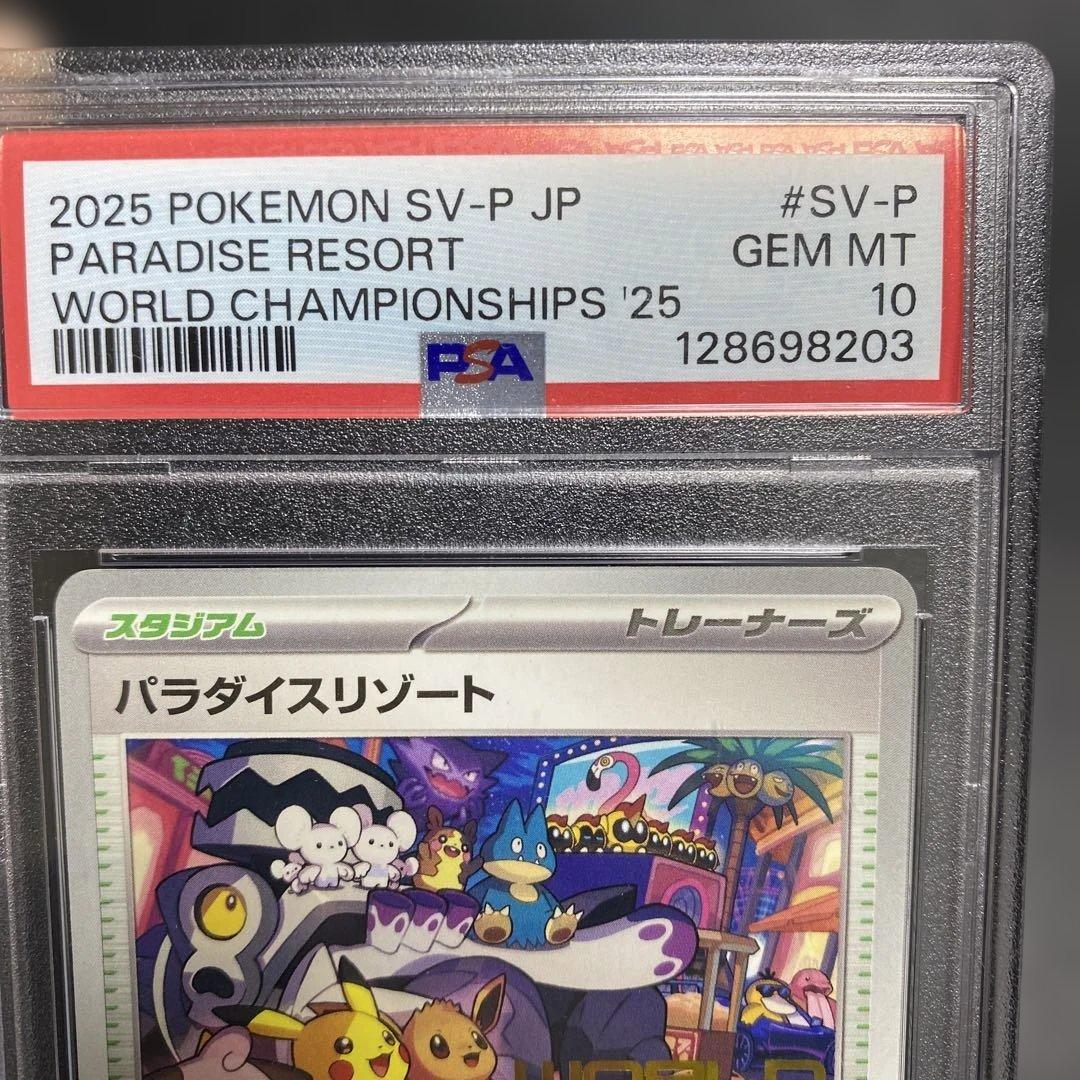 2025 POKEMON SV-P JP #SV-P
PARADISE RESORT GEM MT
WORLD CHAMPIONSHIPS '25 10
PSA 128698203
スタジアム トレーナーズ
パラダイスリゾート
WORLD